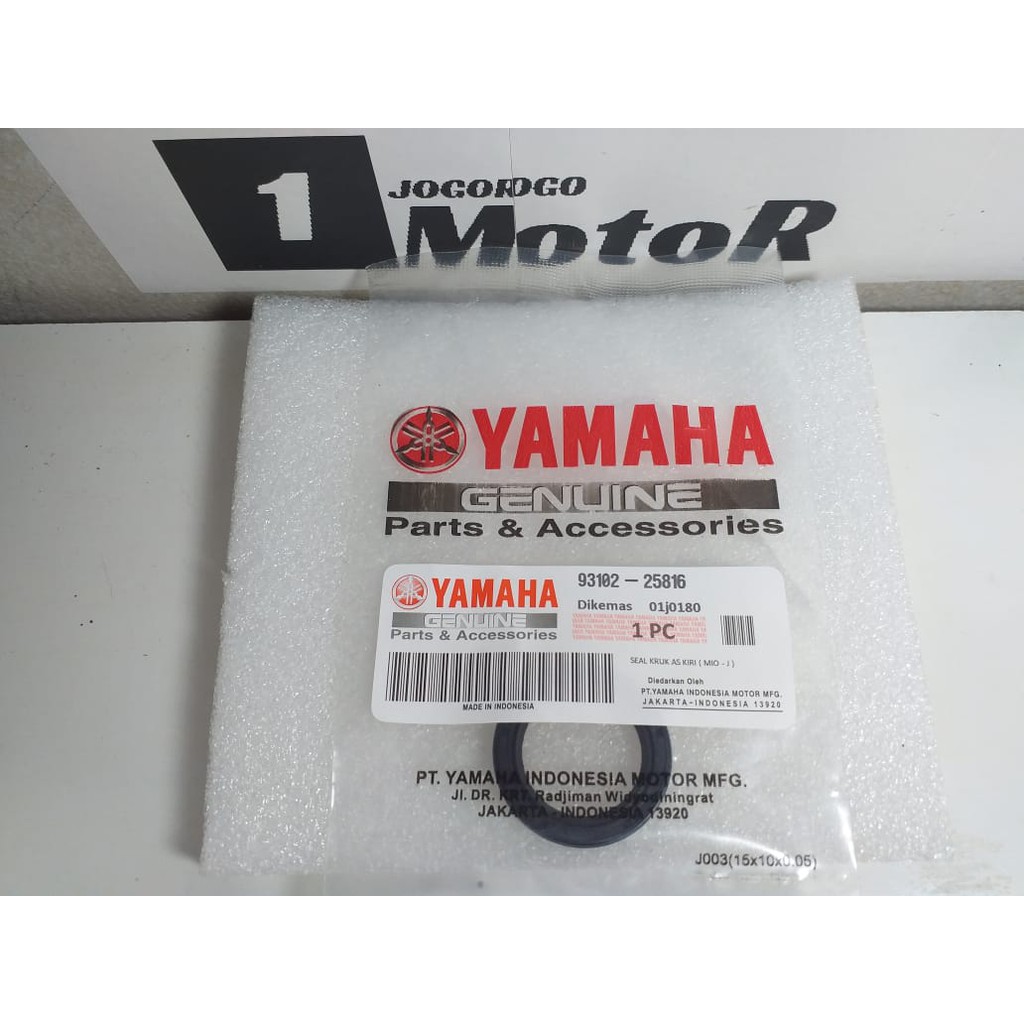 1
JOGOROGO
MotoR
YAMAHA
GENUINE
Parts & Accessories
YAMAHA
GENUINE
Parts & Accessories
MADE IN INDONESIA
93102 - 25816
Dikemas 01j0180
1 PC
SEAL KRUK AS KIRI ( MIO - J )
Diedarkan Oleh
PT.YAMAHA INDONESIA MOTOR MFG.
JAKARTA-INDONESIA 13920
PT. YAMAHA INDONESIA MOTOR MFG.
Jl. DR. KRT. Radjiman Widyodiningrat
JAKARTA - INDONESIA 13920
J003(15x10x0.05)